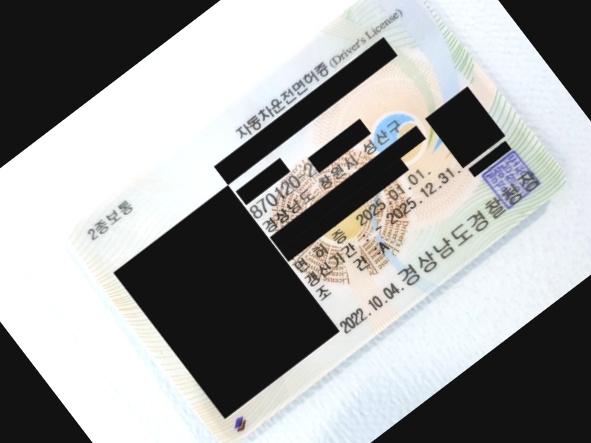 2종보통
자동차운전면허증 (Driver's License)
870120-2
경상남도 창원시 성산구
면 허 증 2025.01.01.
갱신기간: ~ 2025.12.31.
조 건: A
2022.10.04. 경상남도경찰청장